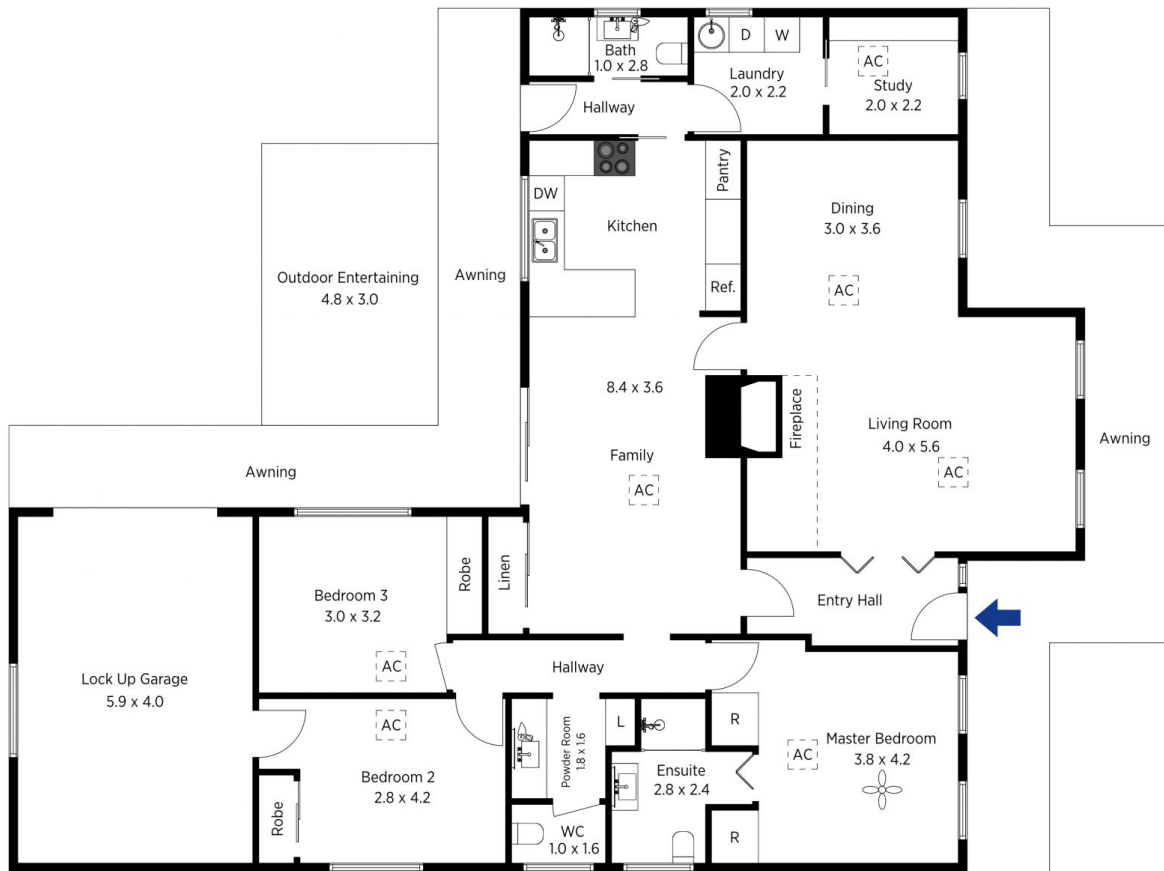 Bath
1.0 x 2.8
D
W
Laundry
2.0 x 2.2
AC
Study
2.0 x 2.2
Hallway
DW
Kitchen
Pantry
Ref.
Dining
3.0 x 3.6
AC
Outdoor Entertaining
4.8 x 3.0
Awning
8.4 x 3.6
Family
AC
Fireplace
Living Room
4.0 x 5.6
AC
Awning
Awning
Lock Up Garage
5.9 x 4.0
Bedroom 3
3.0 x 3.2
AC
Robe
Linen
Entry Hall
Hallway
AC
Bedroom 2
2.8 x 4.2
Robe
Powder Room
1.8 x 1.6
L
WC
1.0 x 1.6
Ensuite
2.8 x 2.4
R
R
AC
Master Bedroom
3.8 x 4.2